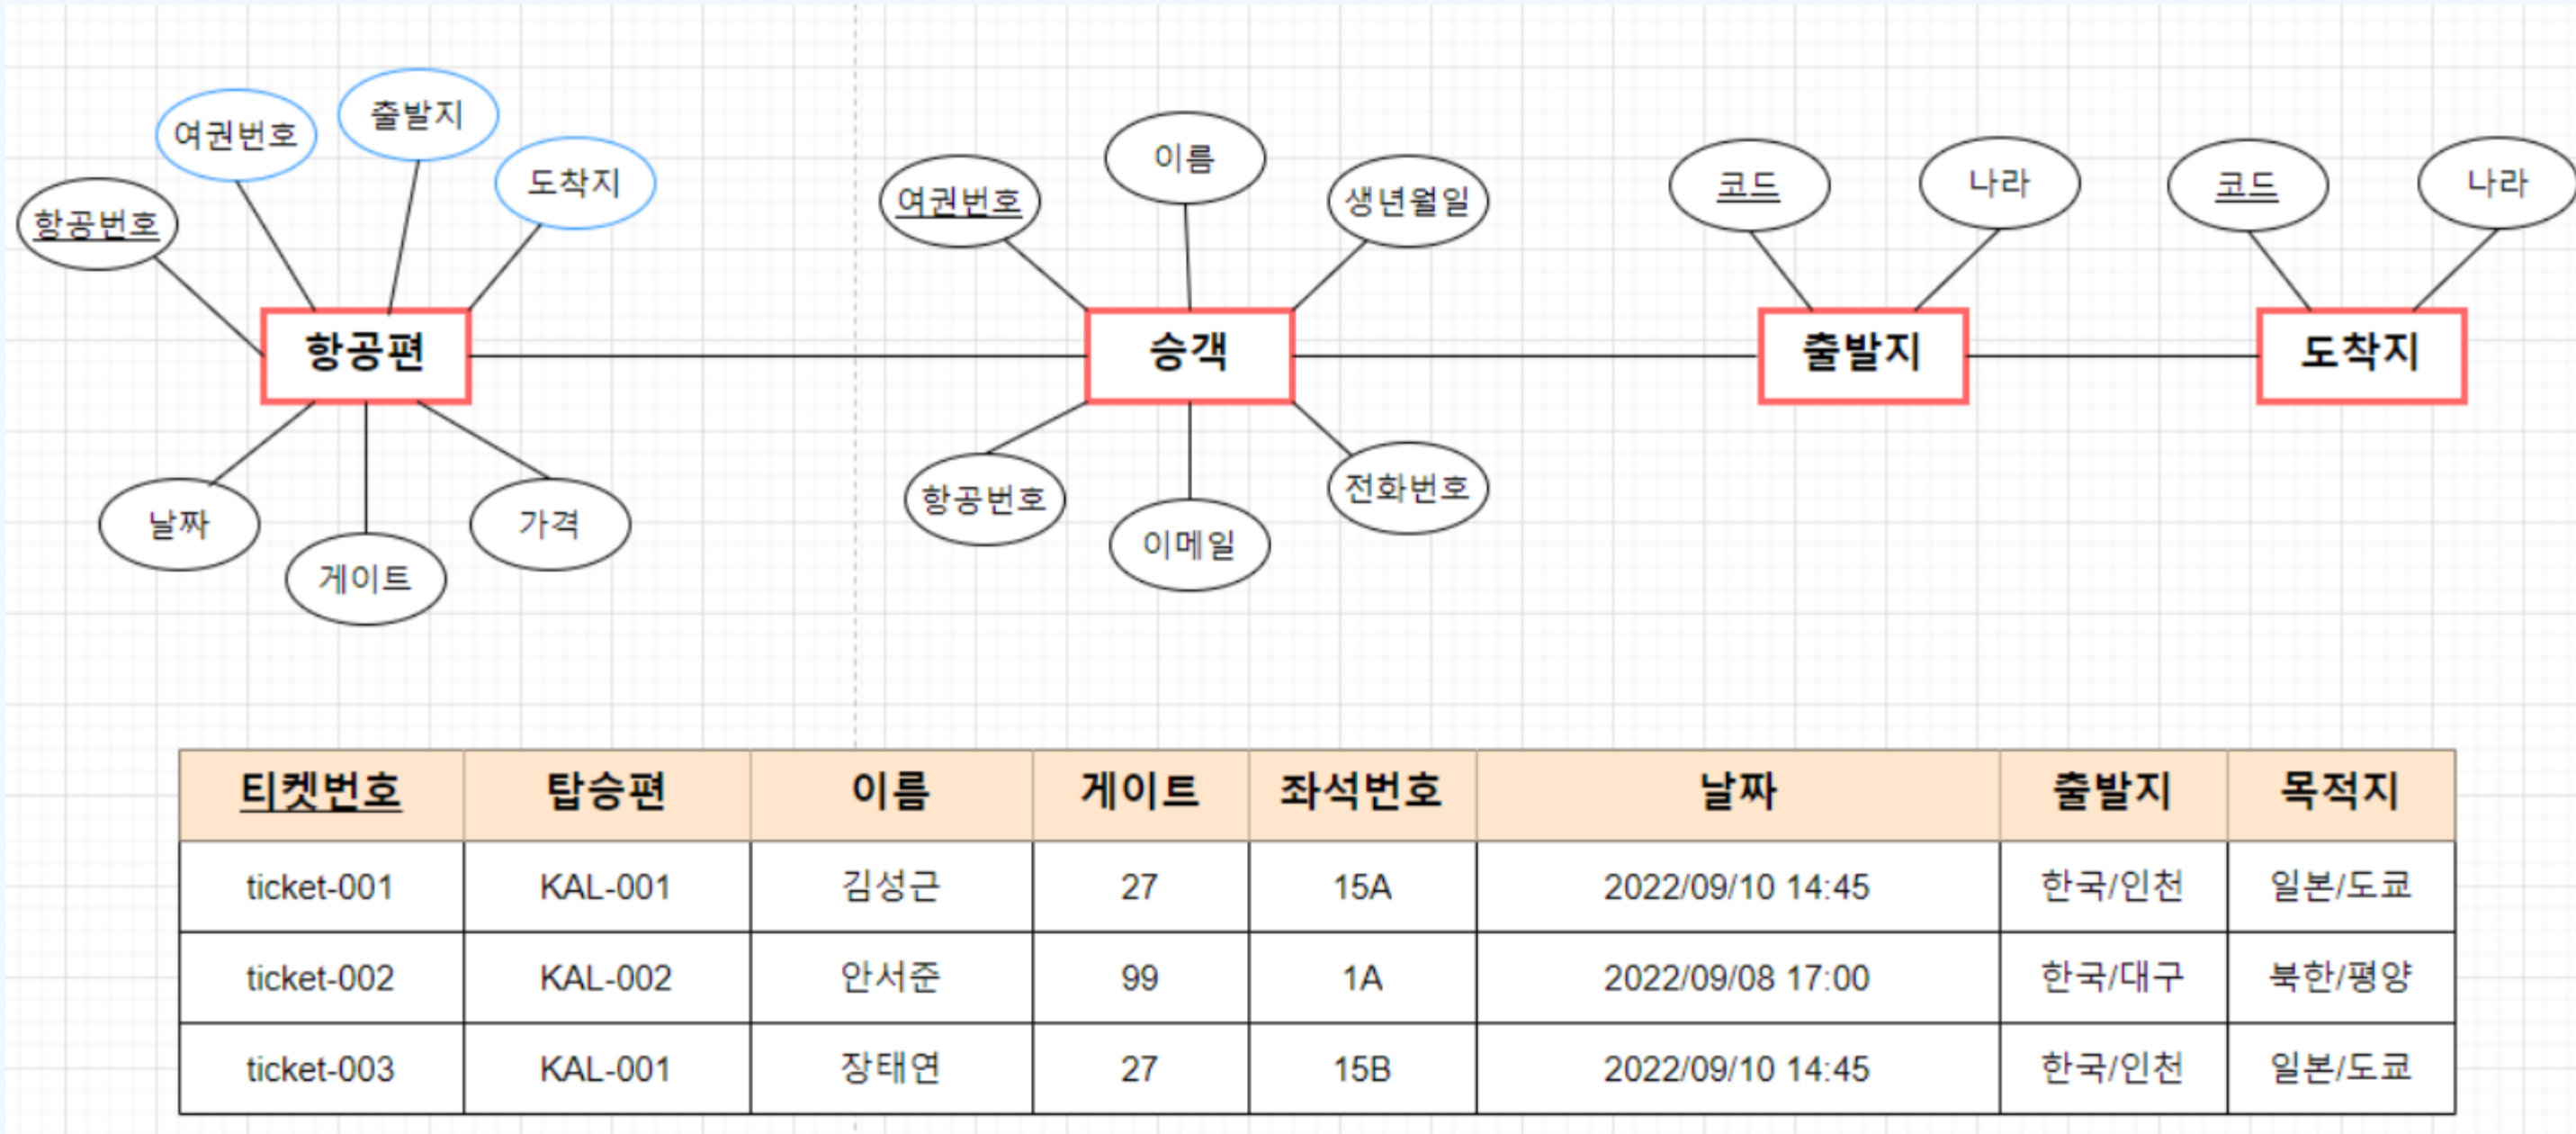 출발지
여권번호
도착지
항공번호
이름
여권번호
생년월일
코드
나라
코드
나라
항공편
승객
출발지
도착지
날짜
게이트
가격
항공번호
이메일
전화번호
티켓번호 탑승편 이름 게이트 좌석번호 날짜 출발지 목적지
ticket-001 KAL-001 김성근 27 15A 2022/09/10 14:45 한국/인천 일본/도쿄
ticket-002 KAL-002 안서준 99 1A 2022/09/08 17:00 한국/대구 북한/평양
ticket-003 KAL-001 장태연 27 15B 2022/09/10 14:45 한국/인천 일본/도쿄